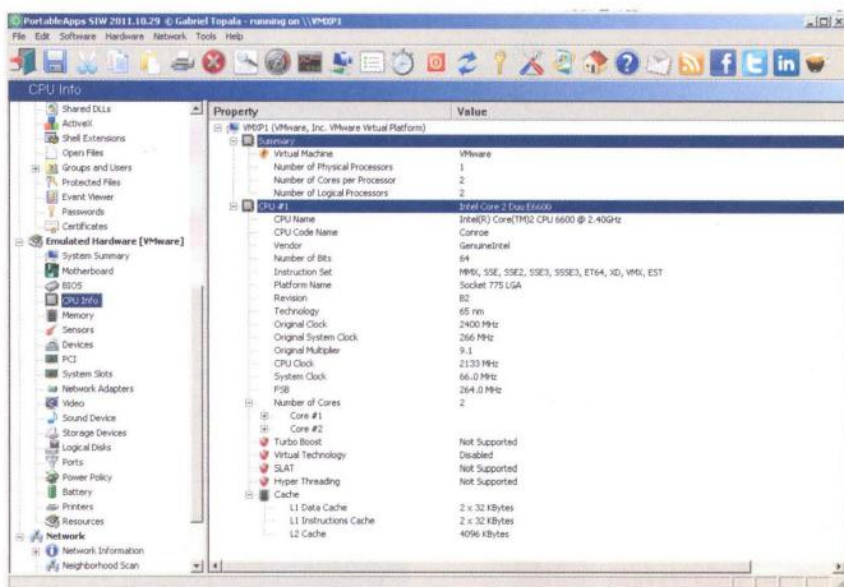 PortableApps SIW 2011.10.29 © Gabriel Topala - running on \\VMXP1
File Edit Software Hardware Network Tools Help
CPU Info
Shared DLLs
ActiveX
Shell Extensions
Open Files
Groups and Users
Protected Files
Event Viewer
Passwords
Certificates
Emulated Hardware [VMware]
System Summary
Motherboard
BIOS
CPU Info
Memory
Sensors
Devices
PCI
System Slots
Network Adapters
Video
Sound Device
Storage Devices
Logical Disks
Ports
Power Policy
Battery
Printers
Resources
Network
Network Information
Neighborhood Scan
Property Value
VMXP1 (VMware, Inc. VMware Virtual Platform)
Summary
Virtual Machine VMware
Number of Physical Processors 1
Number of Cores per Processor 2
Number of Logical Processors 2
CPU #1 Intel Core 2 Duo E6600
CPU Name Intel(R) Core(TM)2 CPU 6600 @ 2.40GHz
CPU Code Name Conroe
Vendor GenuineIntel
Number of Bits 64
Instruction Set MMX, SSE, SSE2, SSE3, SSSE3, ET64, XD, VMX, EST
Platform Name Socket 775 LGA
Revision B2
Technology 65 nm
Original Clock 2400 MHz
Original System Clock 266 MHz
Original Multiplier 9.1
CPU Clock 2133 MHz
System Clock 66.0 MHz
FSB 264.0 MHz
Number of Cores 2
Core #1
Core #2
Turbo Boost Not Supported
Virtual Technology Disabled
SLAT Not Supported
Hyper Threading Not Supported
Cache
L1 Data Cache 2 x 32 KBytes
L1 Instructions Cache 2 x 32 KBytes
L2 Cache 4096 KBytes